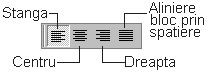 Stanga
Aliniere
bloc prin
spatiere
Centru
Dreapta